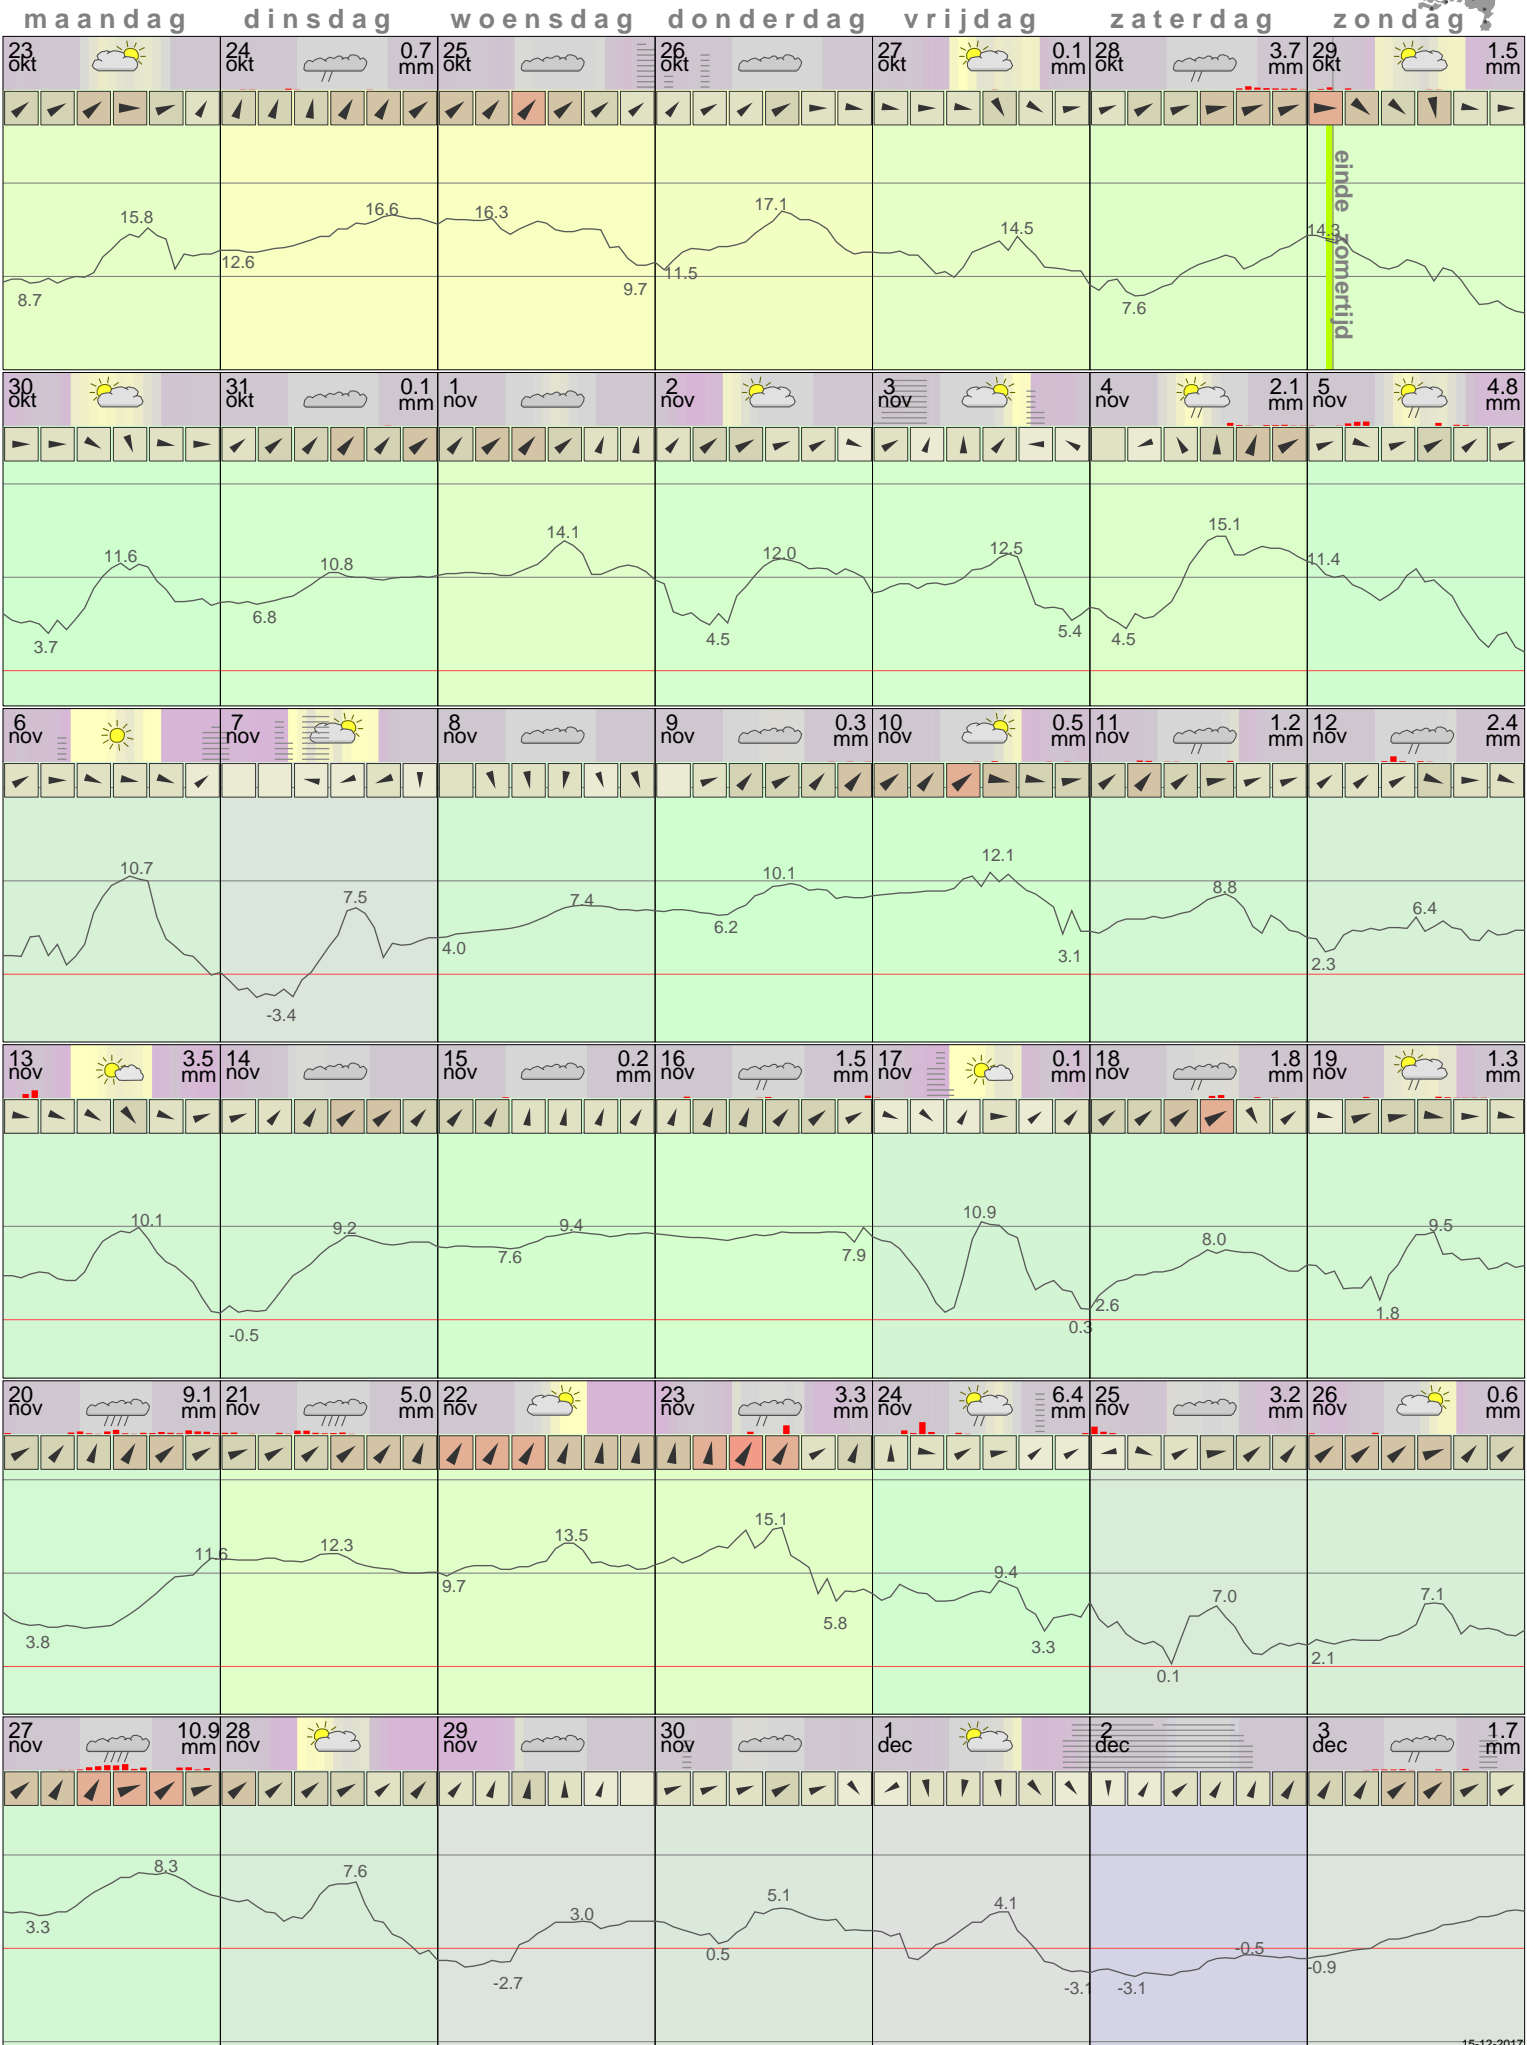 maandag dinsdag woensdag donderdag vrijdag zaterdag zondag
23 okt
24 okt 0.7 mm
25 okt
26 okt
27 okt 0.1 mm
28 okt 3.7 mm
29 okt 1.5 mm
8.7 15.8
12.6 16.6
16.3 9.7
11.5 17.1
14.5
7.6
14.3
einde zomertijd
30 okt
31 okt 0.1 mm
1 nov
2 nov
3 nov
4 nov 2.1 mm
5 nov 4.8 mm
3.7 11.6
6.8 10.8
14.1
4.5 12.0
12.5 5.4
4.5 15.1
11.4
6 nov
7 nov
8 nov
9 nov 0.3 mm
10 nov 0.5 mm
11 nov 1.2 mm
12 nov 2.4 mm
10.7
-3.4 7.5
4.0 7.4
6.2 10.1
12.1 3.1
8.8
2.3 6.4
13 nov 3.5 mm
14 nov
15 nov 0.2 mm
16 nov 1.5 mm
17 nov 0.1 mm
18 nov 1.8 mm
19 nov 1.3 mm
10.1
-0.5 9.2
7.6 9.4
7.9
10.9 0.3
2.6 8.0
1.8 9.5
20 nov 9.1 mm
21 nov 5.0 mm
22 nov
23 nov 3.3 mm
24 nov 6.4 mm
25 nov 3.2 mm
26 nov 0.6 mm
3.8 11.6
12.3
9.7 13.5
15.1 5.8
9.4 3.3
0.1 7.0
2.1 7.1
27 nov 10.9 mm
28 nov
29 nov
30 nov
1 dec
2 dec
3 dec 1.7 mm
3.3 8.3
7.6
-2.7 3.0
0.5 5.1
4.1 -3.1
-3.1 -0.5
-0.9
15-12-2017